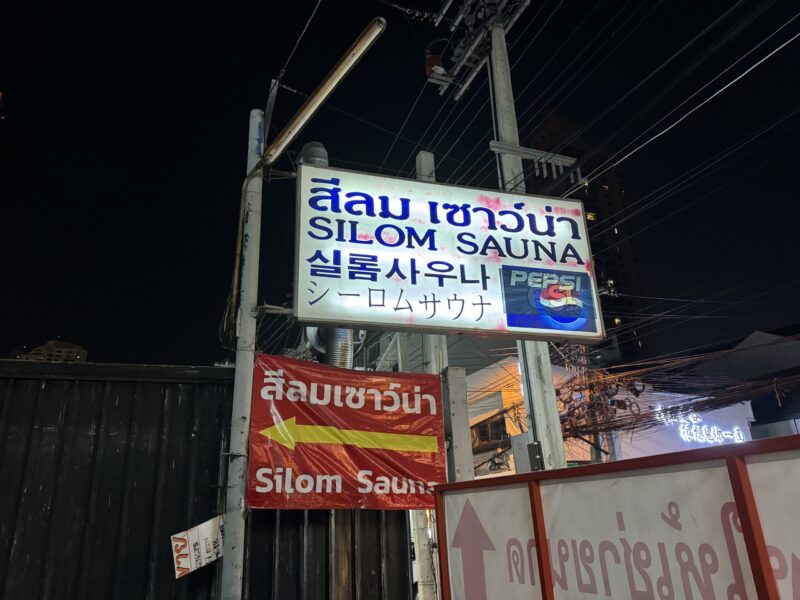 สีลม เซาว์น่า
SILOM SAUNA
실롬사우나
シーロムサウナ
PEPSI
สีลมเซาว์น่า
Silom Sauna